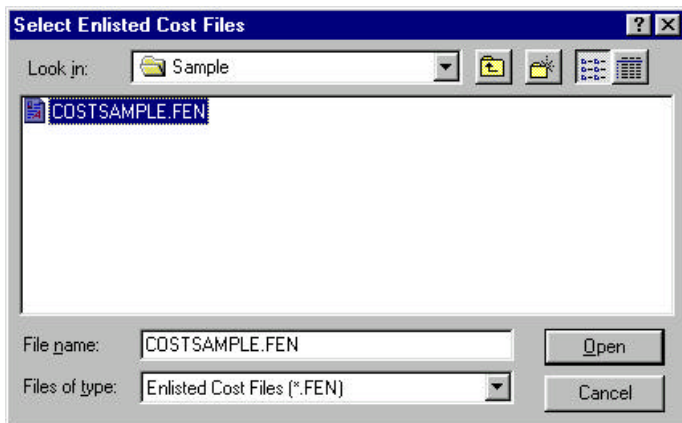 Select Enlisted Cost Files
Look in: Sample
COSTSAMPLE.FEN
File name: COSTSAMPLE.FEN Open
Files of type: Enlisted Cost Files (*.FEN) Cancel